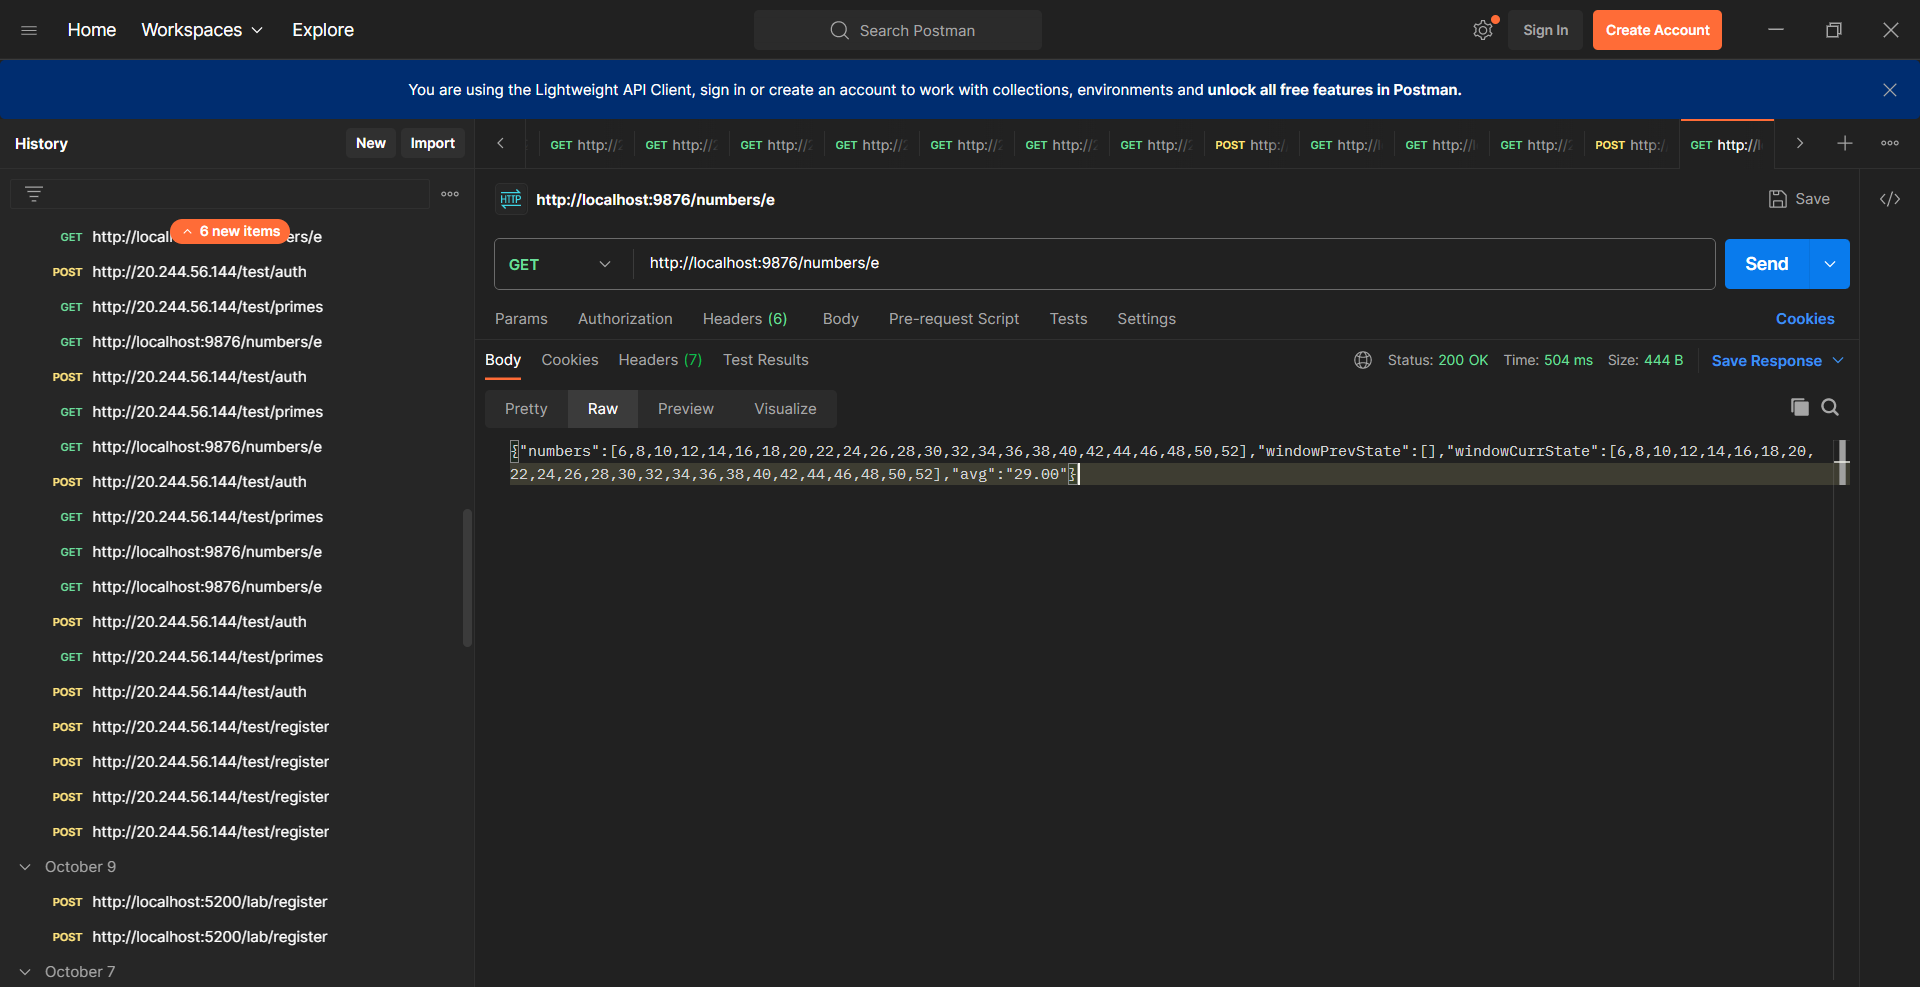 Home Workspaces Explore Search Postman Sign In Create Account
You are using the Lightweight API Client, sign in or create an account to work with collections, environments and unlock all free features in Postman.
History New Import
GET http:// GET http:// GET http:// GET http:// GET http:// GET http:// GET http:// POST http: GET http:// GET http:// GET http:// POST http: GET http://
HTTP http://localhost:9876/numbers/e Save </>
GET http://localhost:9876/numbers/e Send
Params Authorization Headers (6) Body Pre-request Script Tests Settings Cookies
Body Cookies Headers (7) Test Results Status: 200 OK Time: 504 ms Size: 444 B Save Response
Pretty Raw Preview Visualize
{"numbers":[6,8,10,12,14,16,18,20,22,24,26,28,30,32,34,36,38,40,42,44,46,48,50,52],"windowPrevState":[],"windowCurrState":[6,8,10,12,14,16,18,20,
22,24,26,28,30,32,34,36,38,40,42,44,46,48,50,52],"avg":"29.00"}
6 new items
GET http://local ers/e
POST http://20.244.56.144/test/auth
GET http://20.244.56.144/test/primes
GET http://localhost:9876/numbers/e
POST http://20.244.56.144/test/auth
GET http://20.244.56.144/test/primes
GET http://localhost:9876/numbers/e
POST http://20.244.56.144/test/auth
GET http://20.244.56.144/test/primes
GET http://localhost:9876/numbers/e
GET http://localhost:9876/numbers/e
POST http://20.244.56.144/test/auth
GET http://20.244.56.144/test/primes
POST http://20.244.56.144/test/auth
POST http://20.244.56.144/test/register
POST http://20.244.56.144/test/register
POST http://20.244.56.144/test/register
POST http://20.244.56.144/test/register
October 9
POST http://localhost:5200/lab/register
POST http://localhost:5200/lab/register
October 7